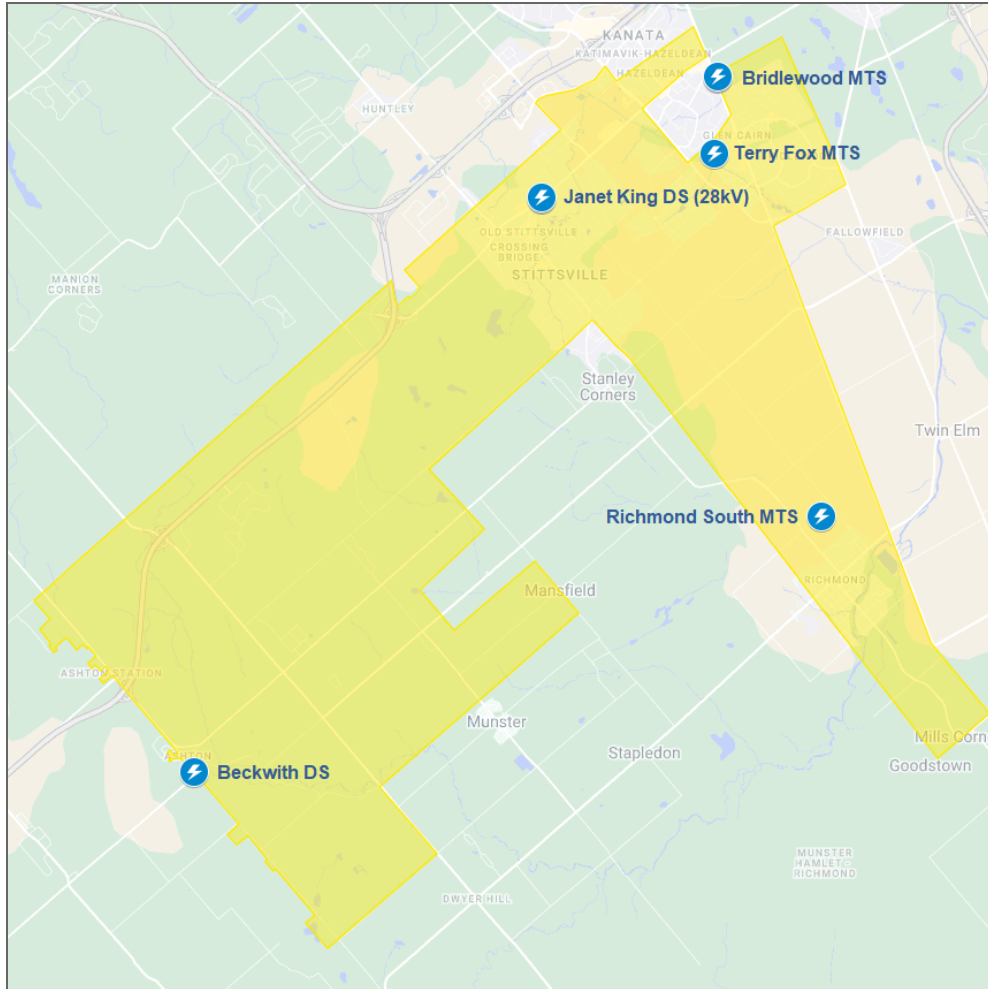 KANATA
KATIMAVIK-HAZELDEAN
HAZELDEAN
Bridlewood MTS
HUNTLEY
GLEN CAIRN
Terry Fox MTS
Janet King DS (28kV)
OLD STITTSVILLE
FALLOWFIELD
CROSSING
BRIDGE
STITTSVILLE
MANION
CORNERS
Stanley
Corners
Twin Elm
Richmond South MTS
RICHMOND
Mansfield
ASHTON STATION
Munster
Mills Corn
Stapledon
ASHTON
Goodstown
Beckwith DS
MUNSTER
HAMLET-
RICHMOND
DWYER HILL